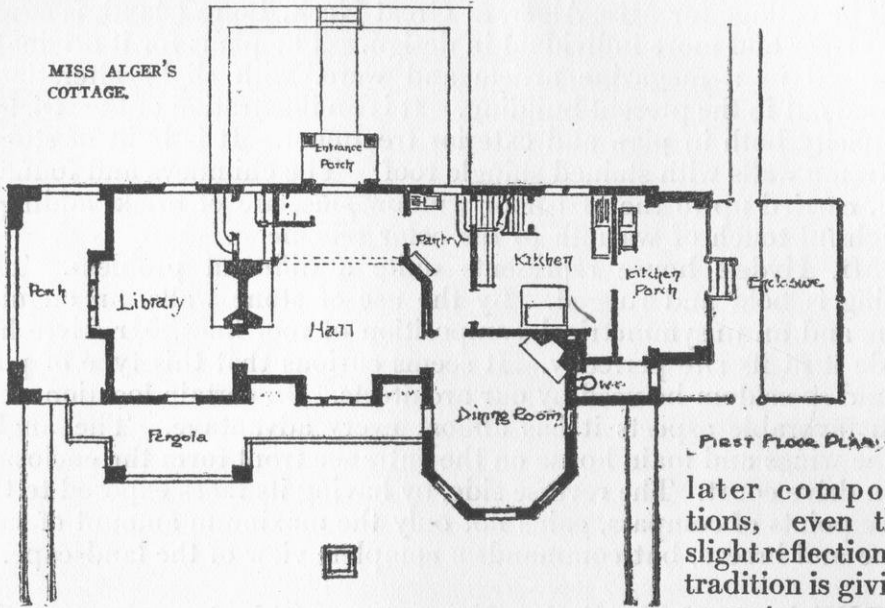 MISS ALGER'S
COTTAGE.
Entrance
Porch
Pantry
Kitchen
Kitchen
Porch
Enclosure
Porch
Library
Hall
W.C.
Dining Room
Pergola
FIRST FLOOR PLAN
later compo
tions, even t
slight reflection
tradition is givi